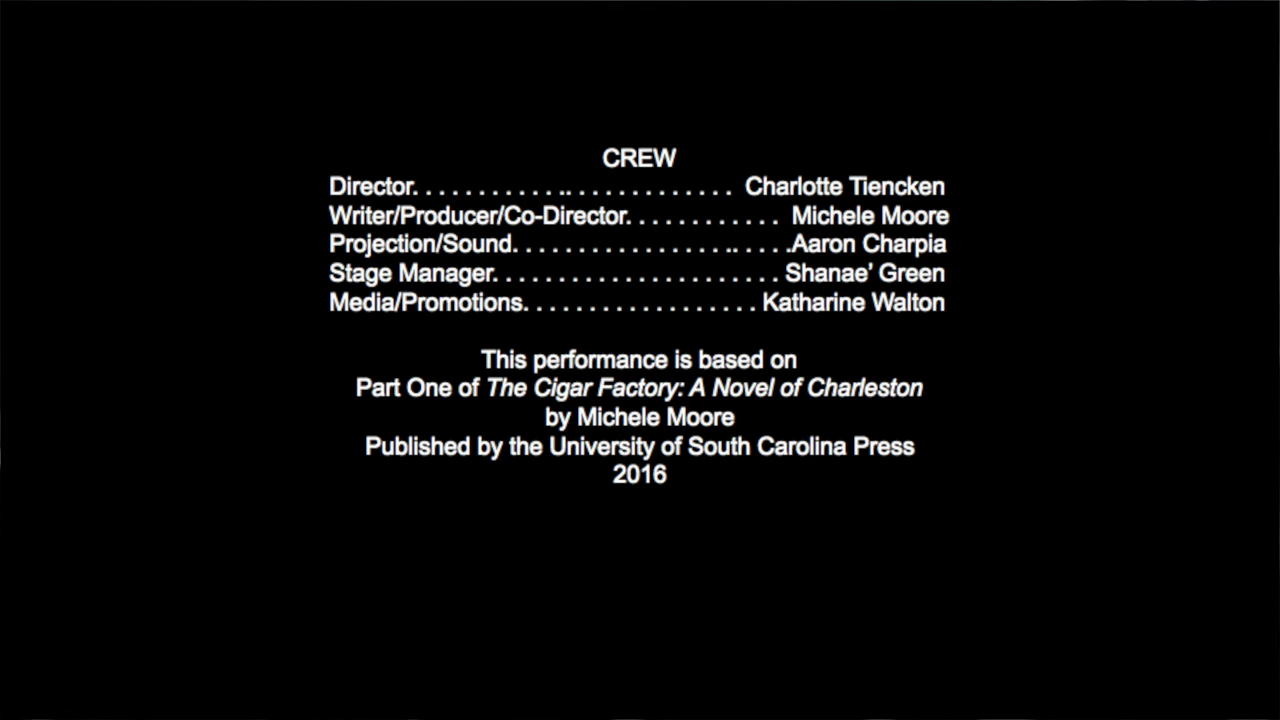 CREW
Director. . . . . . . . . . . .. . . . . . . . . . . . . . Charlotte Tiencken
Writer/Producer/Co-Director. . . . . . . . . . . . Michele Moore
Projection/Sound. . . . . . . . . . . . . . . . . .. . . . .Aaron Charpia
Stage Manager. . . . . . . . . . . . . . . . . . . . . . Shanae’ Green
Media/Promotions. . . . . . . . . . . . . . . . . . Katharine Walton
This performance is based on
Part One of The Cigar Factory: A Novel of Charleston
by Michele Moore
Published by the University of South Carolina Press
2016